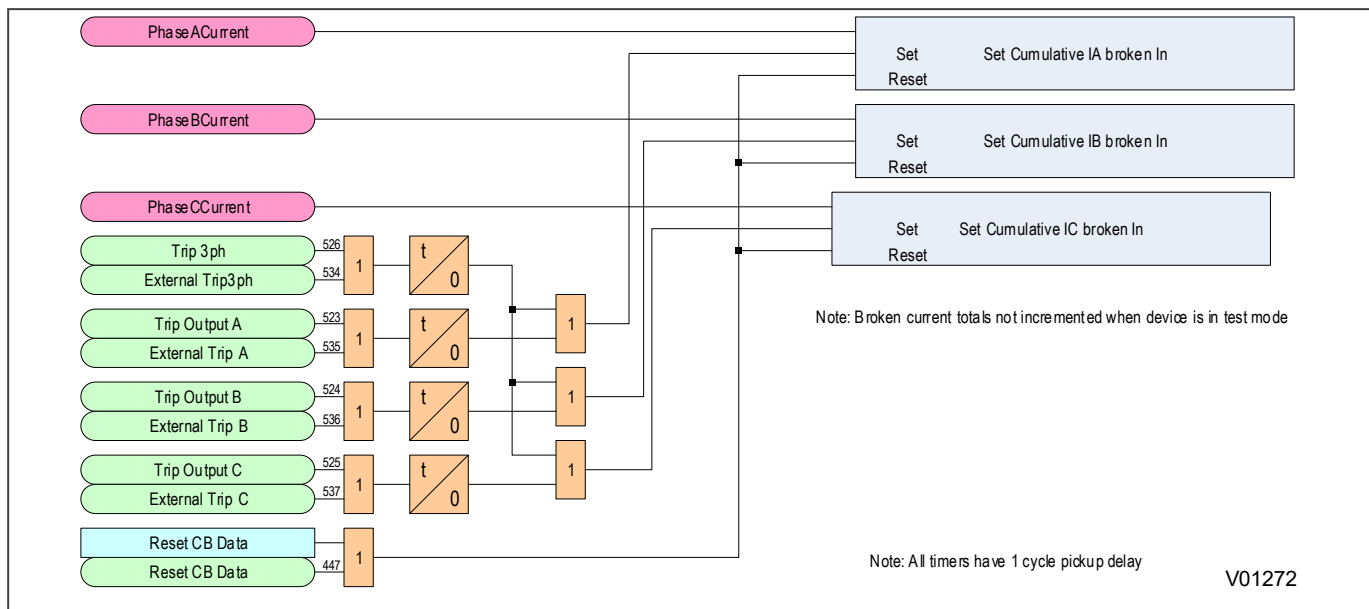 PhaseACurrent
Set Set Cumulative IA broken In
Reset
PhaseBCurrent
Set Set Cumulative IB broken In
Reset
PhaseCCurrent
Set Set Cumulative IC broken In
Reset
Trip 3ph
526
External Trip3ph
534
1
t
0
Trip Output A
523
External Trip A
535
1
t
0
1
Trip Output B
524
External Trip B
536
1
t
0
1
Trip Output C
525
External Trip C
537
1
t
0
1
Reset CB Data
Reset CB Data
447
1
Note: Broken current totals not incremented when device is in test mode
Note: All timers have 1 cycle pickup delay
V01272